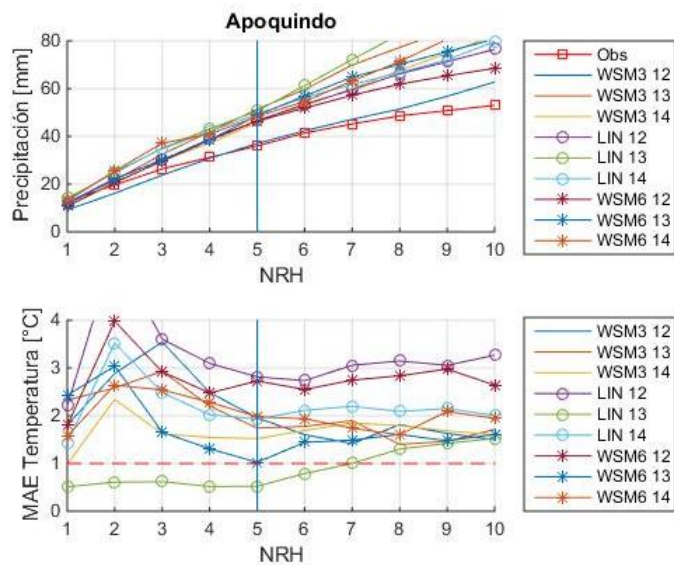 Apoquindo
Precipitación [mm]
80
60
40
20
0
1 2 3 4 5 6 7 8 9 10
NRH
Obs
WSM3 12
WSM3 13
WSM3 14
LIN 12
LIN 13
LIN 14
WSM6 12
WSM6 13
WSM6 14
MAE Temperatura [°C]
4
3
2
1
0
1 2 3 4 5 6 7 8 9 10
NRH
WSM3 12
WSM3 13
WSM3 14
LIN 12
LIN 13
LIN 14
WSM6 12
WSM6 13
WSM6 14